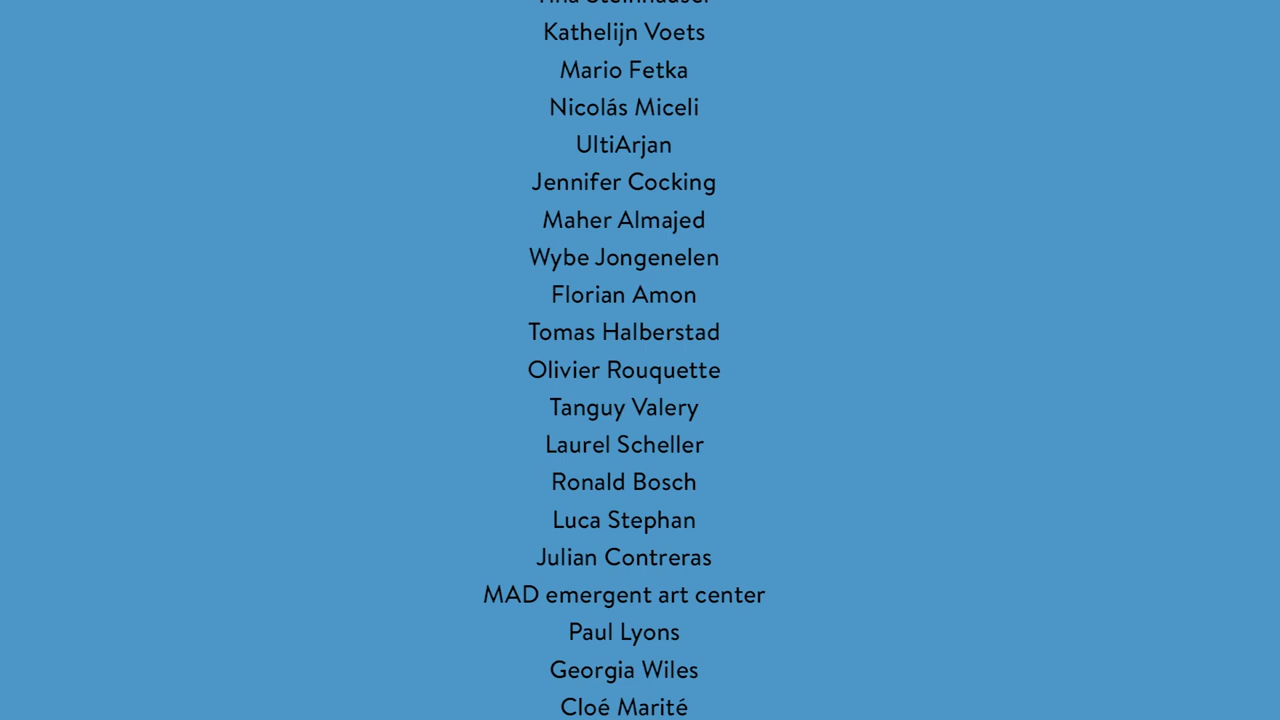 Kathelijn Voets
Mario Fetka
Nicolás Miceli
UltiArjan
Jennifer Cocking
Maher Almajed
Wybe Jongenelen
Florian Amon
Tomas Halberstad
Olivier Rouquette
Tanguy Valery
Laurel Scheller
Ronald Bosch
Luca Stephan
Julian Contreras
MAD emergent art center
Paul Lyons
Georgia Wiles
Cloé Marité